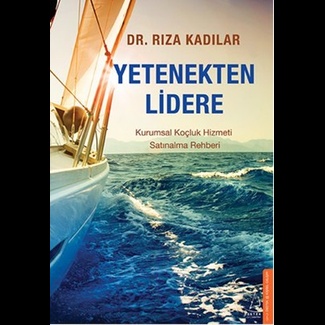 DR. RIZA KADILAR
YETENEKTEN
LİDERE
Kurumsal Koçluk Hizmeti
Satınalma Rehberi